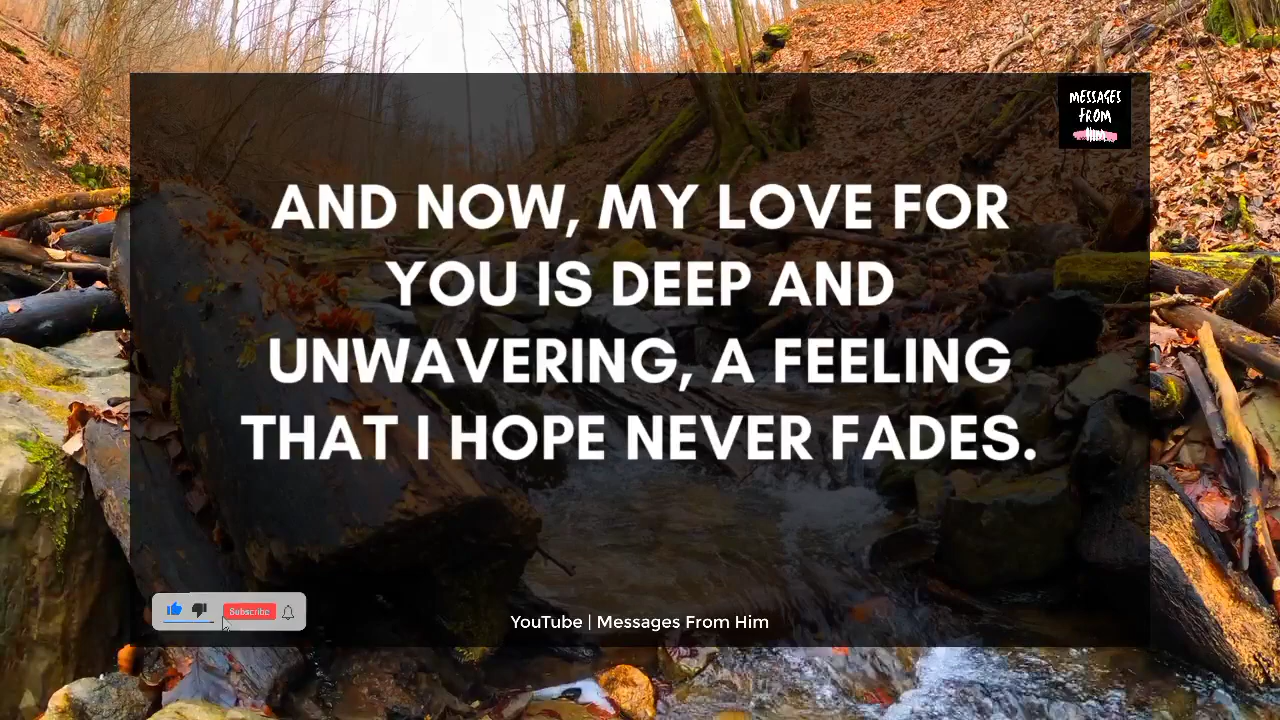 MESSAGES
FROM
Him
AND NOW, MY LOVE FOR
YOU IS DEEP AND
UNWAVERING, A FEELING
THAT I HOPE NEVER FADES.
Subscribe
YouTube | Messages From Him